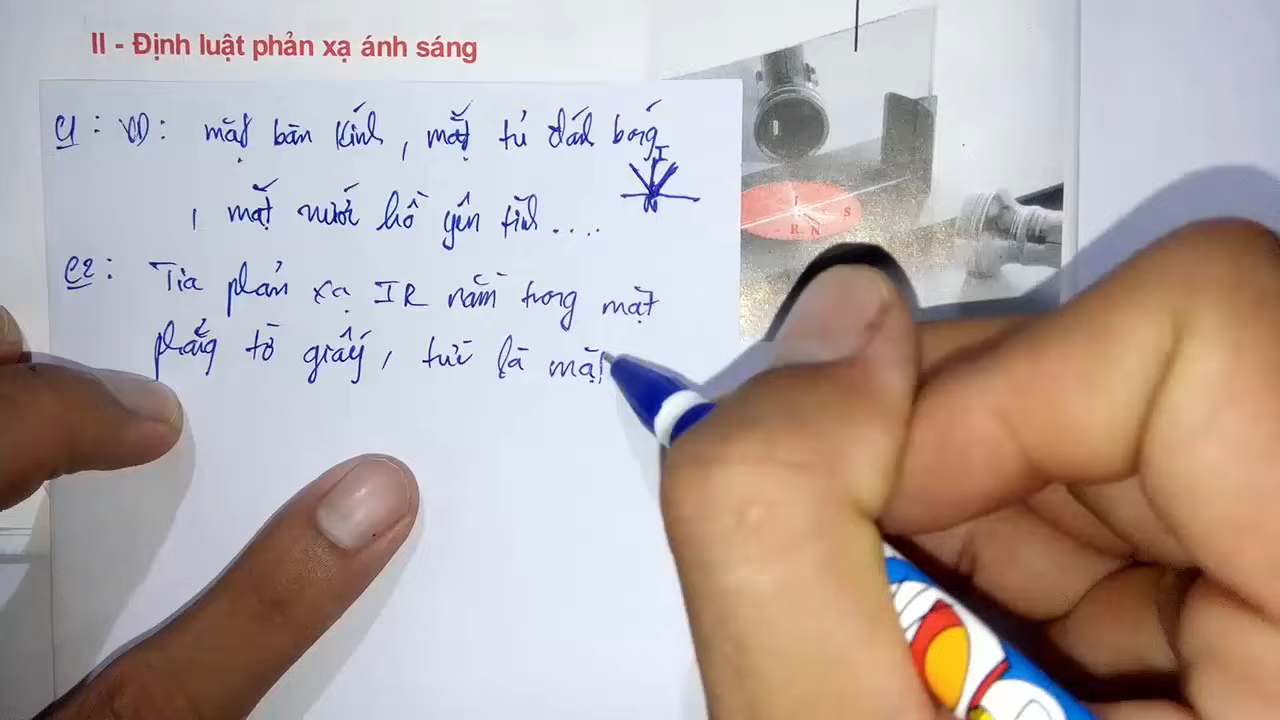 II - Định luật phản xạ ánh sáng
C1 : VD : mặt bàn kính , mặt tủ đánh bóng
, mặt nước hồ yên tĩnh ....
I
I
S
R N
C2 : Tia phản xạ IR nằm trong mặt
phẳng tờ giấy , tức là mặt